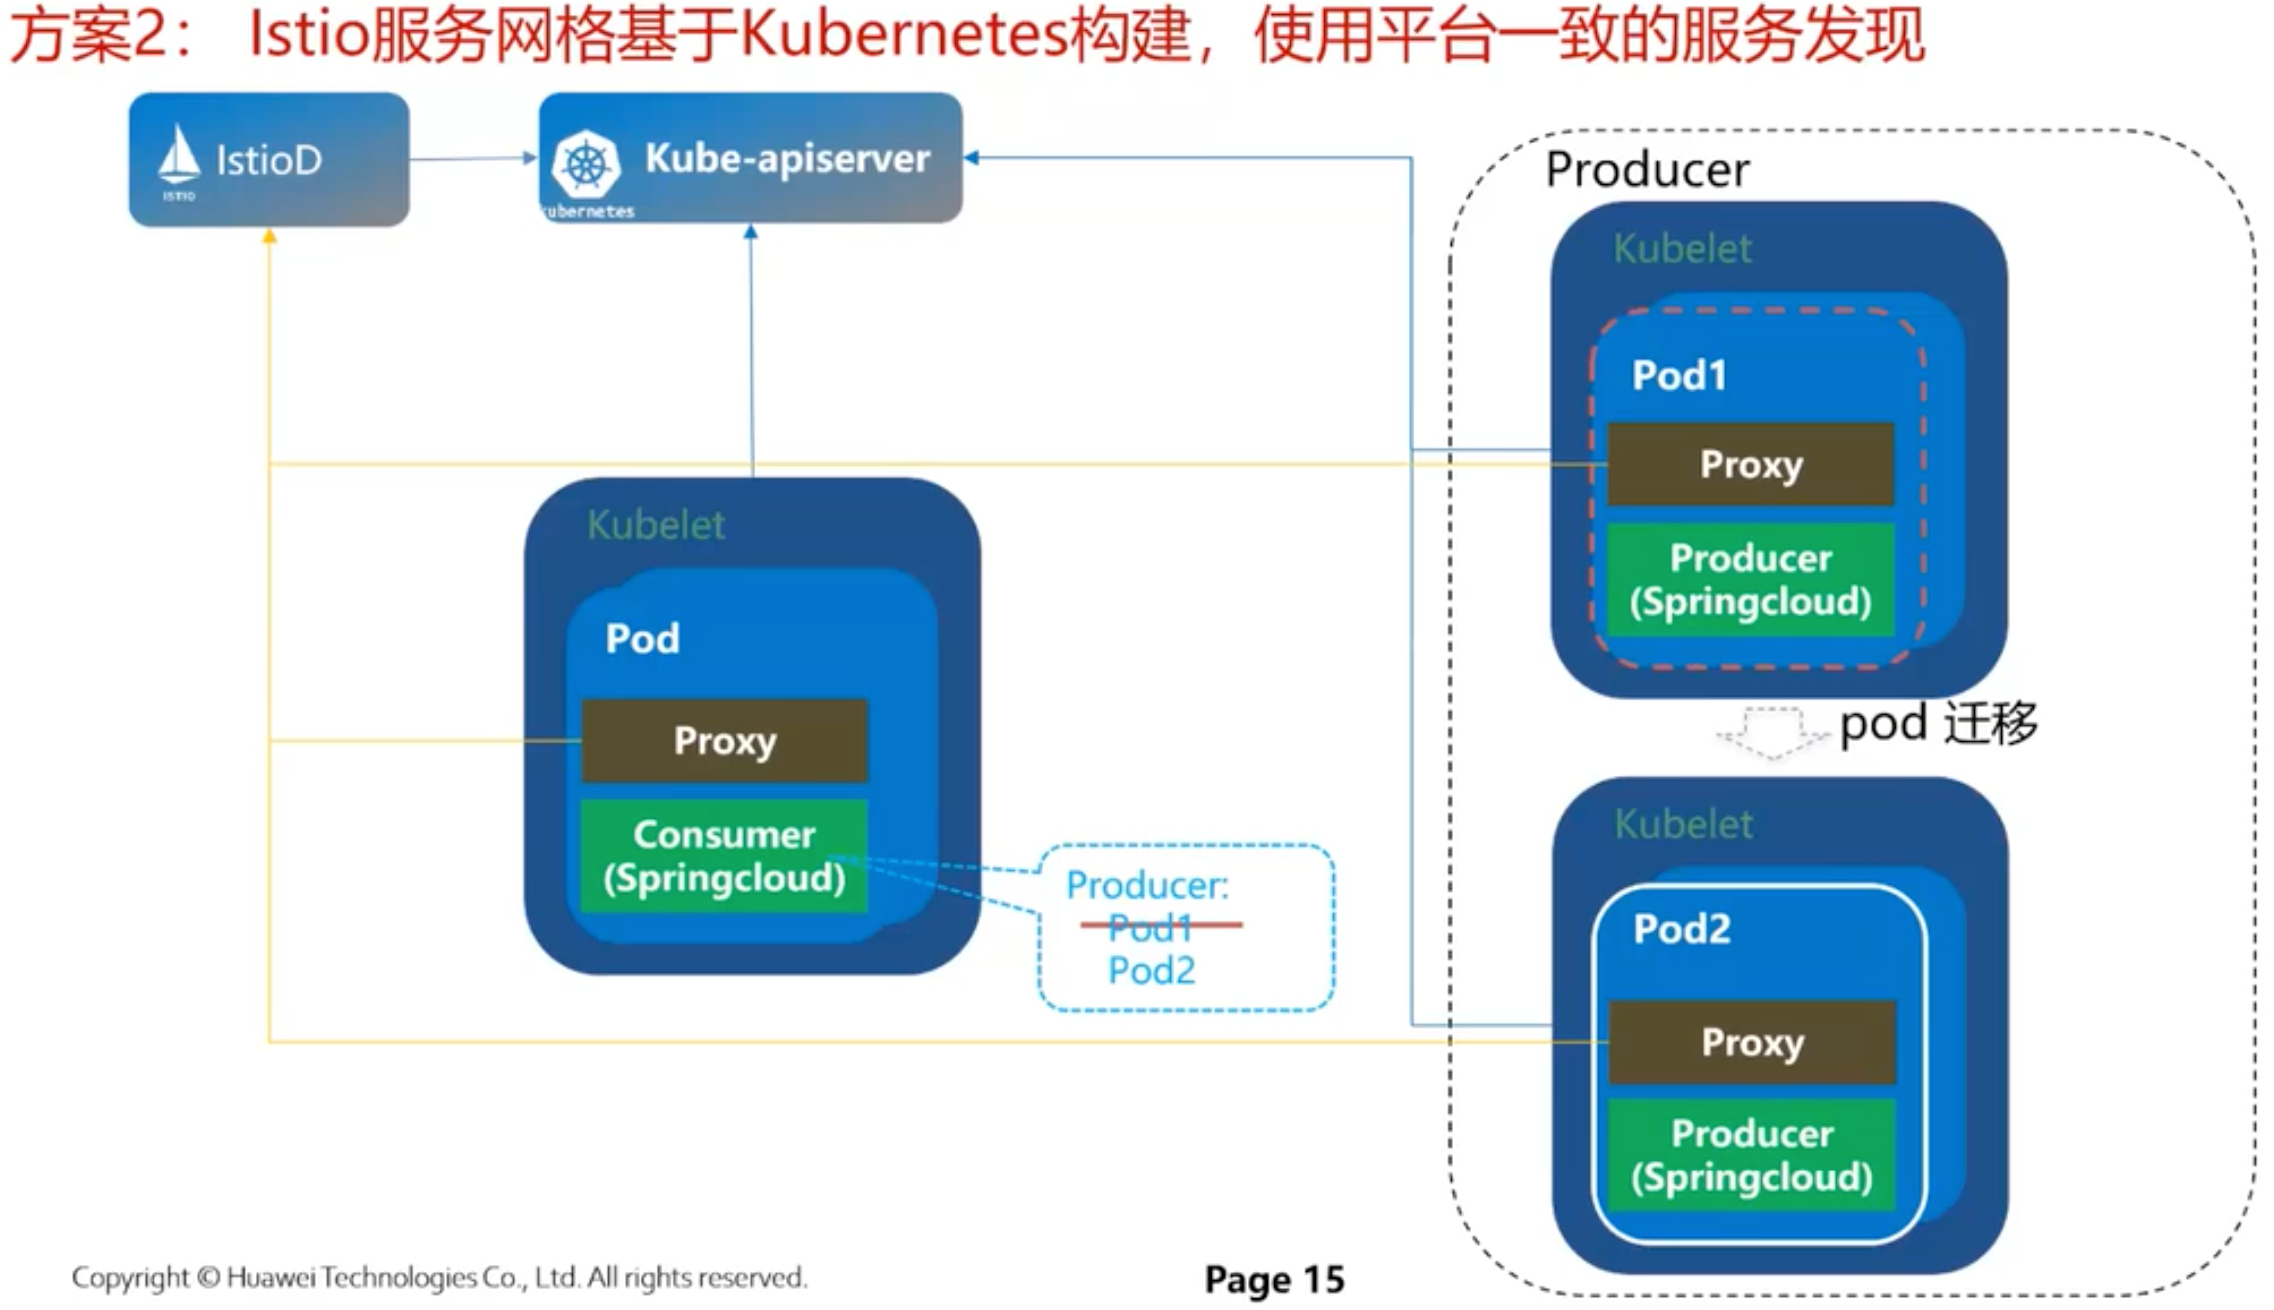 方案2： Istio服务网格基于Kubernetes构建，使用平台一致的服务发现
IstioD
ISTIO
Kube-apiserver
kubernetes
Producer
Kubelet
Pod1
Proxy
Producer
(Springcloud)
pod 迁移
Kubelet
Pod
Proxy
Consumer
(Springcloud)
Producer:
Pod1
Pod2
Kubelet
Pod2
Proxy
Producer
(Springcloud)
Copyright © Huawei Technologies Co., Ltd. All rights reserved.
Page 15